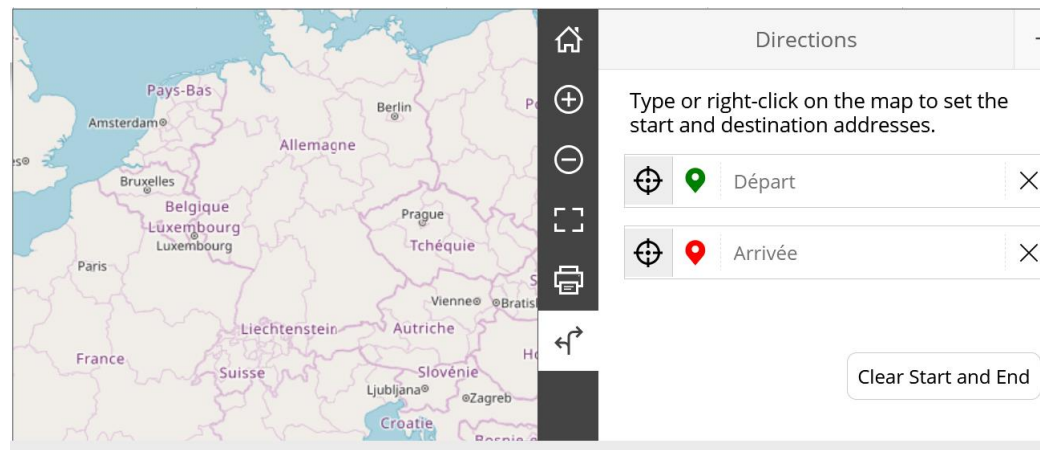 Pays-Bas
Berlin
Amsterdam
Allemagne
Bruxelles
Belgique
Luxembourg
Luxembourg
Prague
Tchéquie
Paris
Vienne
Liechtenstein
Autriche
France
Suisse
Slovénie
Ljubljana
Zagreb
Croatie
Directions
Type or right-click on the map to set the
start and destination addresses.
Départ
Arrivée
Clear Start and End